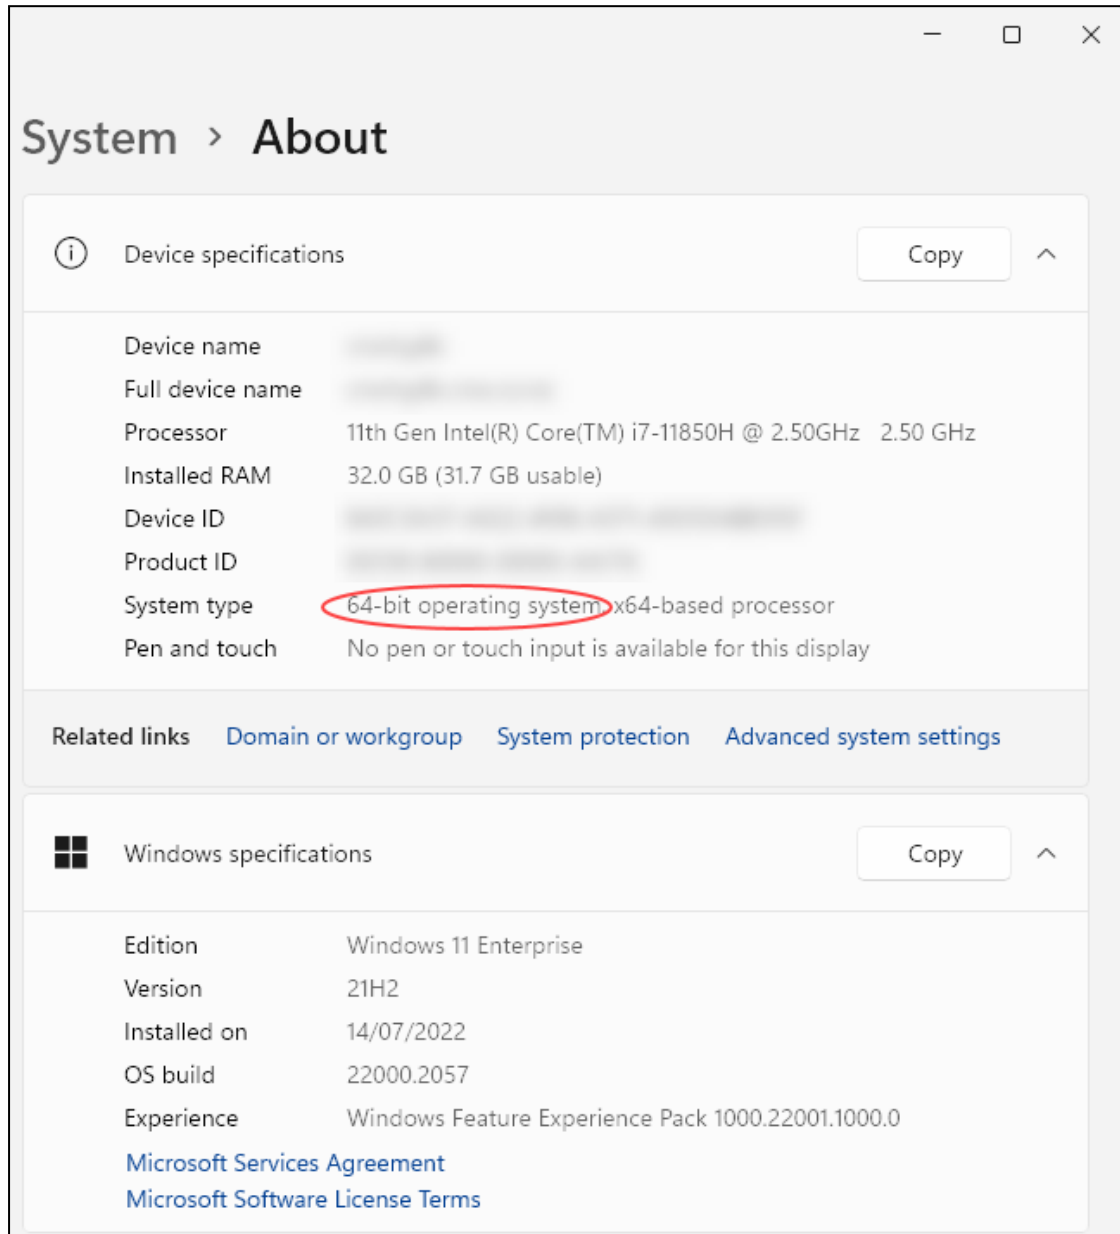 System > About
Device specifications Copy
Device name
Full device name
Processor 11th Gen Intel(R) Core(TM) i7-11850H @ 2.50GHz 2.50 GHz
Installed RAM 32.0 GB (31.7 GB usable)
Device ID
Product ID
System type 64-bit operating system, x64-based processor
Pen and touch No pen or touch input is available for this display
Related links Domain or workgroup System protection Advanced system settings
Windows specifications Copy
Edition Windows 11 Enterprise
Version 21H2
Installed on 14/07/2022
OS build 22000.2057
Experience Windows Feature Experience Pack 1000.22001.1000.0
Microsoft Services Agreement
Microsoft Software License Terms